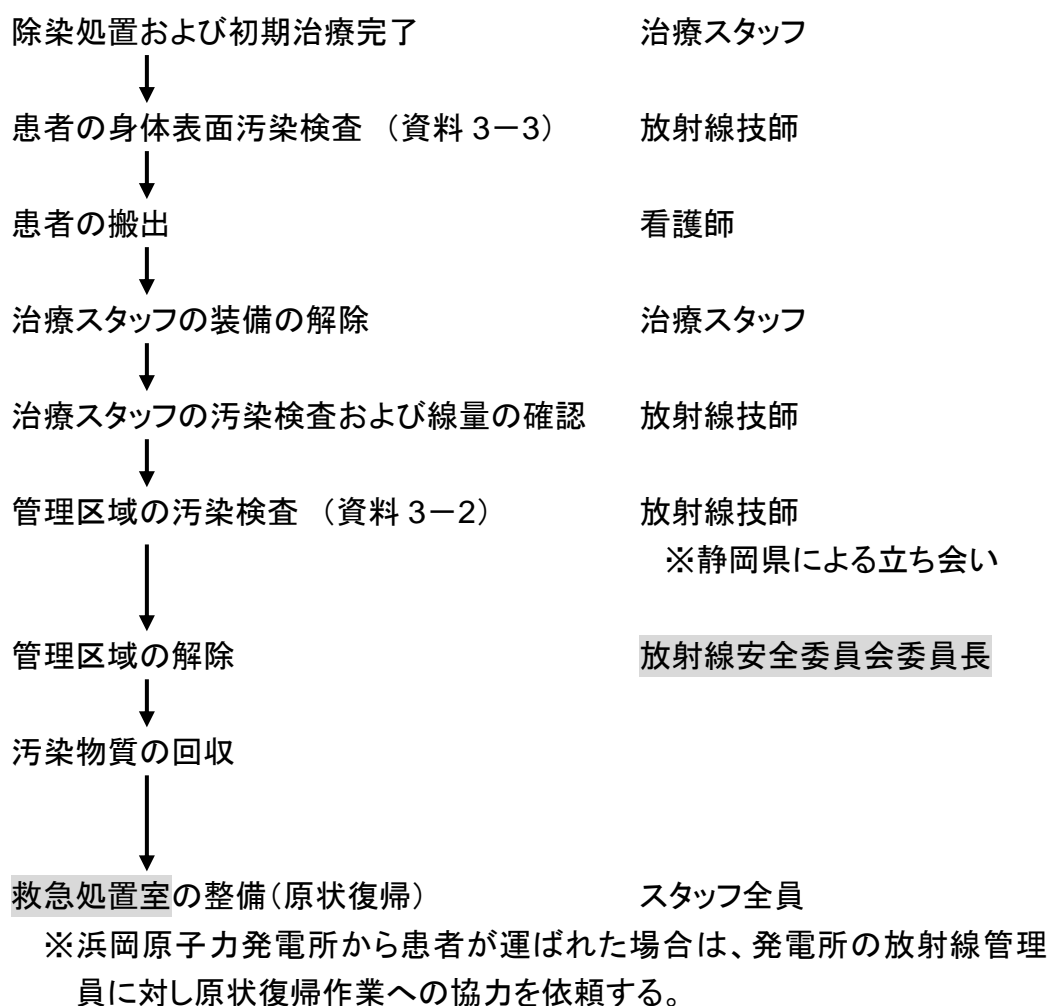 除染処置および初期治療完了 治療スタッフ
患者の身体表面汚染検査 （資料 3－3） 放射線技師
患者の搬出 看護師
治療スタッフの装備の解除 治療スタッフ
治療スタッフの汚染検査および線量の確認 放射線技師
管理区域の汚染検査 （資料 3－2） 放射線技師
※静岡県による立ち会い
管理区域の解除 放射線安全委員会委員長
汚染物質の回収
救急処置室の整備（原状復帰） スタッフ全員
※浜岡原子力発電所から患者が運ばれた場合は、発電所の放射線管理
員に対し原状復帰作業への協力を依頼する。